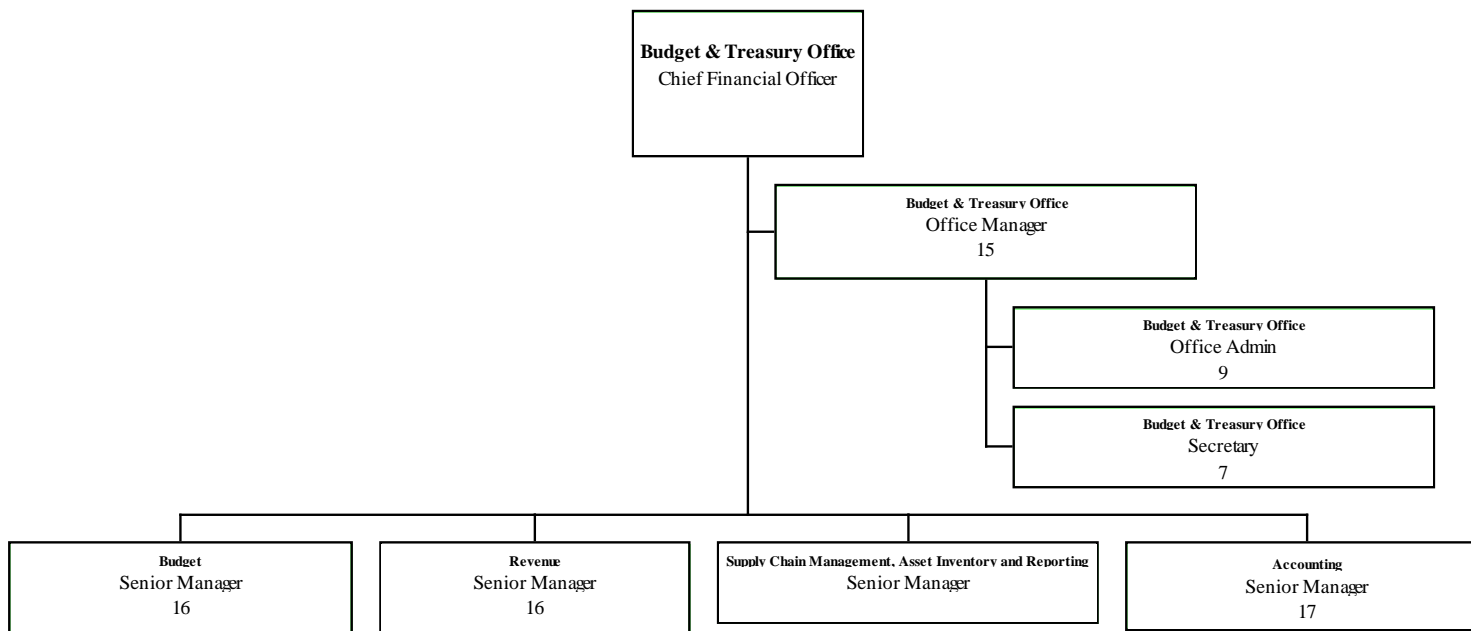 Budget & Treasury Office
Chief Financial Officer
Budget & Treasury Office
Office Manager
15
Budget & Treasury Office
Office Admin
9
Budget & Treasury Office
Secretary
7
Budget
Senior Manager
16
Revenue
Senior Manager
16
Supply Chain Management, Asset Inventory and Reporting
Senior Manager
Accounting
Senior Manager
17